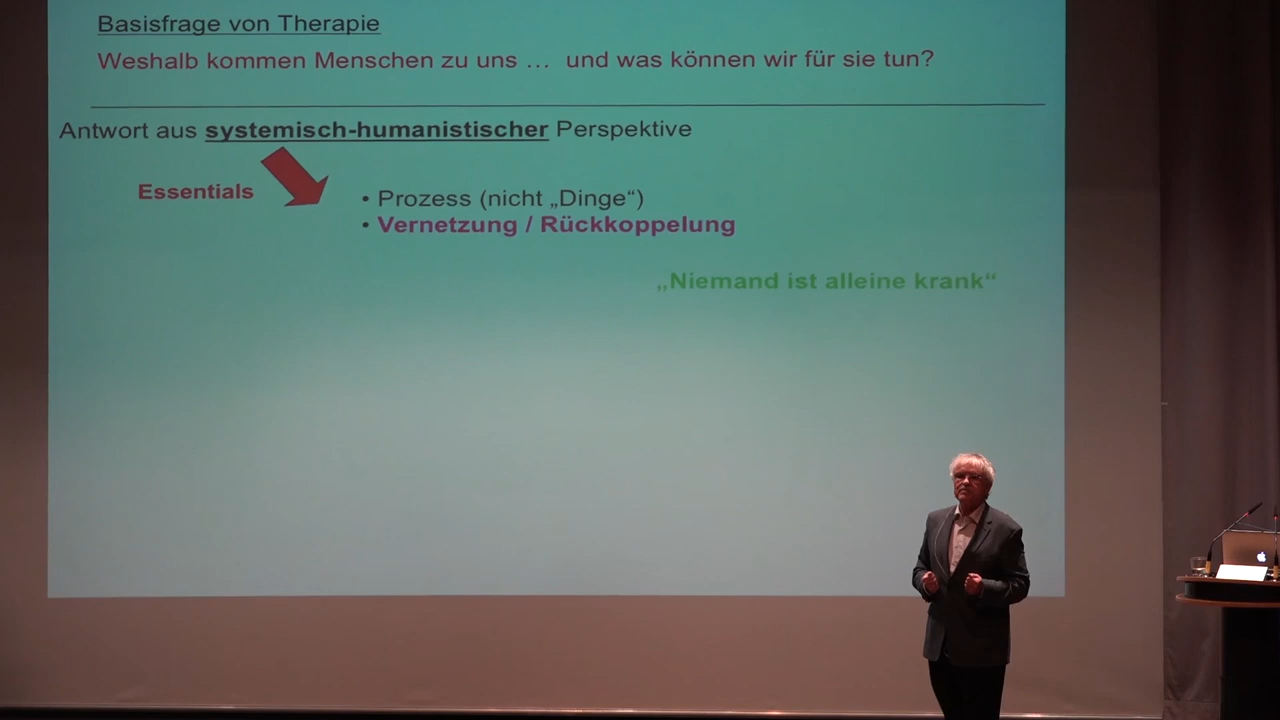 Basisfrage von Therapie
Weshalb kommen Menschen zu uns … und was können wir für sie tun?
Antwort aus systemisch-humanistischer Perspektive
Essentials
• Prozess (nicht „Dinge“)
• Vernetzung / Rückkoppelung
„Niemand ist alleine krank“